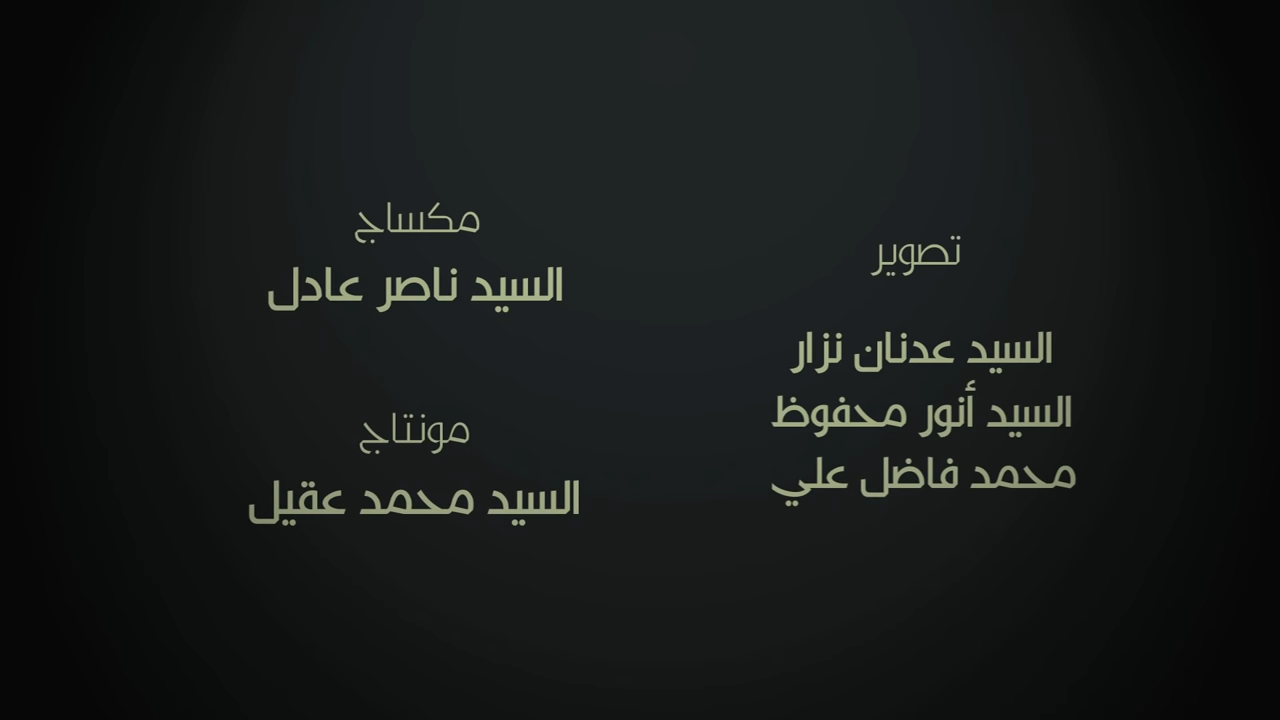 تصوير
السيد عدنان نزار
السيد أنور محفوظ
محمد فاضل علي
مكساج
السيد ناصر عادل
مونتاج
السيد محمد عقيل